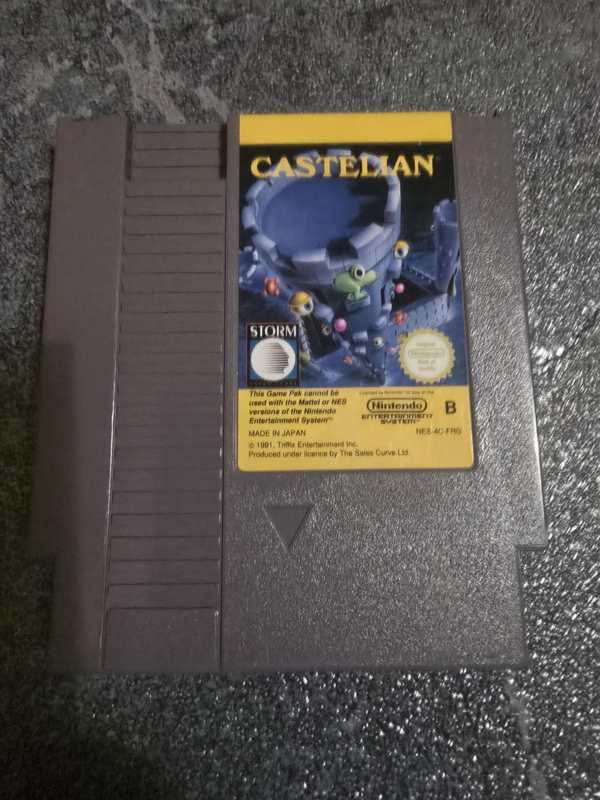 CASTELIAN
STORM
Original
Nintendo
Seal of
Quality
This Game Pak cannot be
used with the Mattel or NES
versions of the Nintendo
Entertainment System™
MADE IN JAPAN
© 1991, Triffix Entertainment Inc.
Produced under licence by The Sales Curve Ltd.
Licensed by Nintendo for play on the
Nintendo
ENTERTAINMENT
SYSTEM™
B
NES-4C-FRG